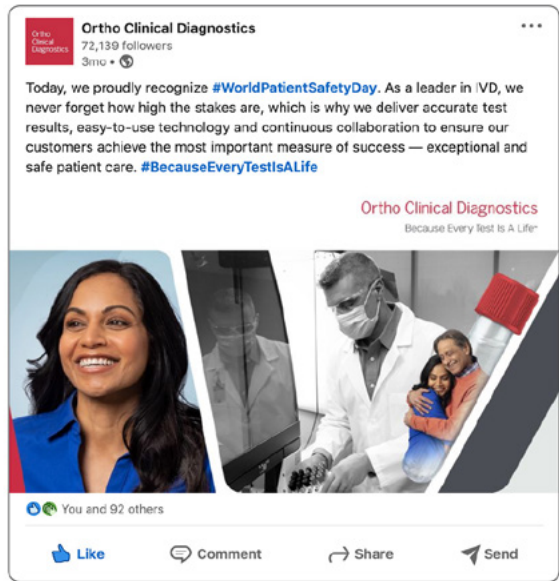 Ortho
Clinical
Diagnostics
Ortho Clinical Diagnostics
72,139 followers
3mo •
Today, we proudly recognize #WorldPatientSafetyDay. As a leader in IVD, we
never forget how high the stakes are, which is why we deliver accurate test
results, easy-to-use technology and continuous collaboration to ensure our
customers achieve the most important measure of success — exceptional and
safe patient care. #BecauseEveryTestIsALife
Ortho Clinical Diagnostics
Because Every Test Is A Life™
You and 92 others
Like Comment Share Send